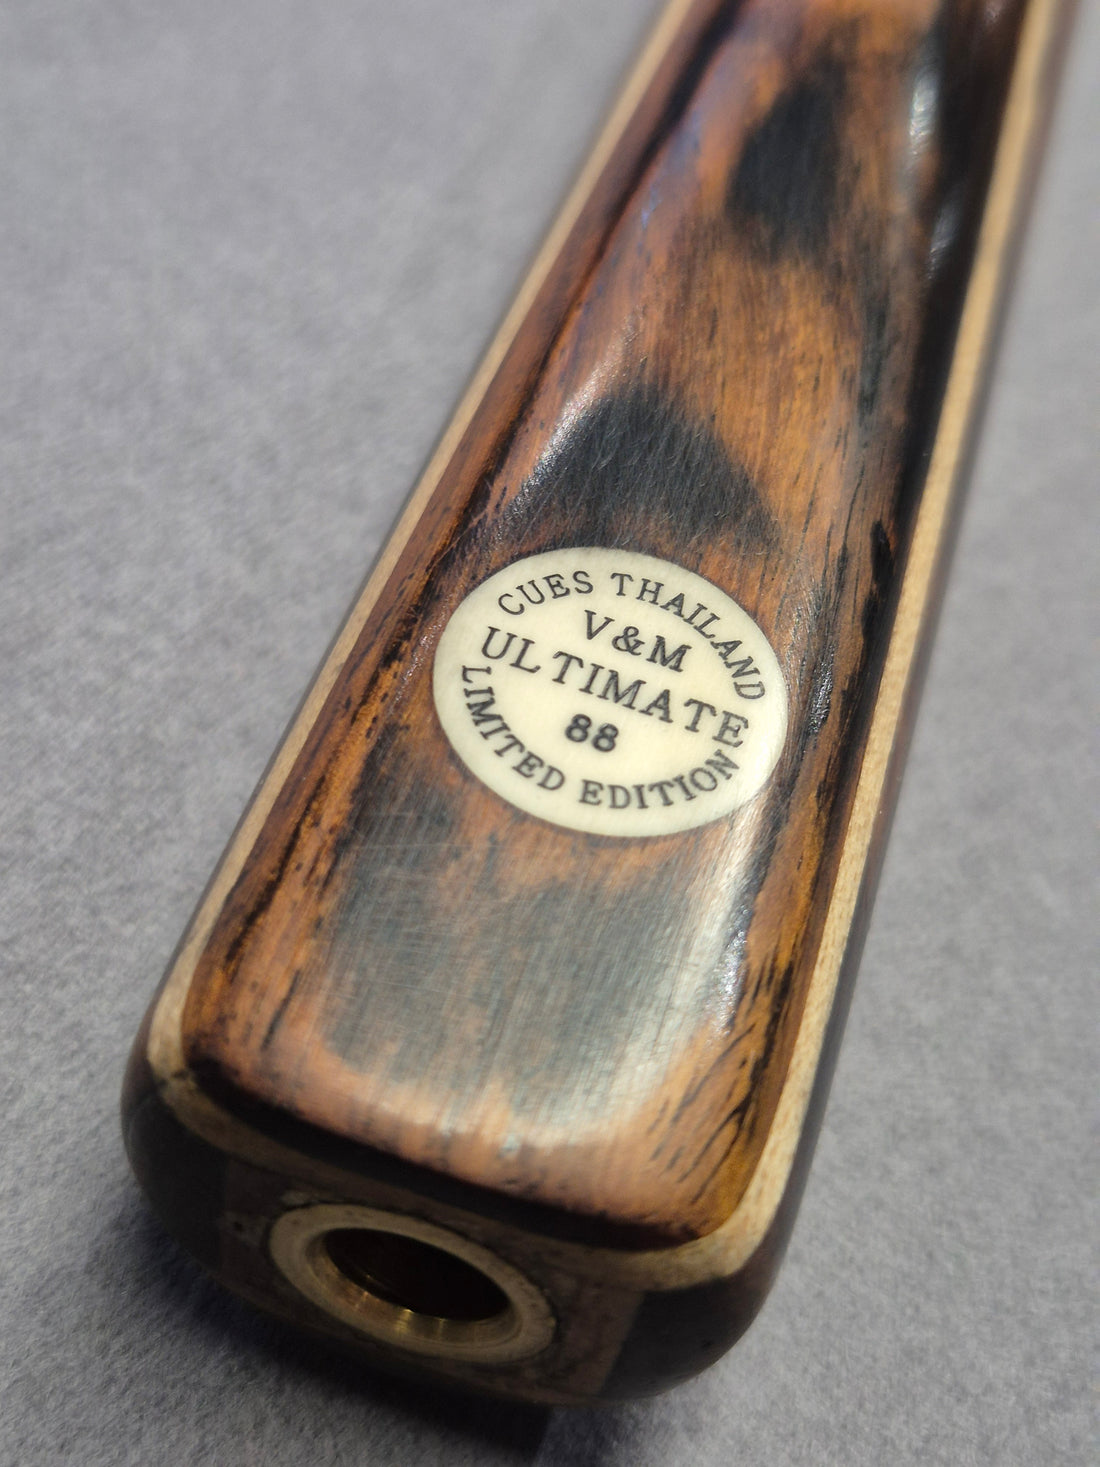 CUES THAILAND
V&M
ULTIMATE
88
LIMITED EDITION